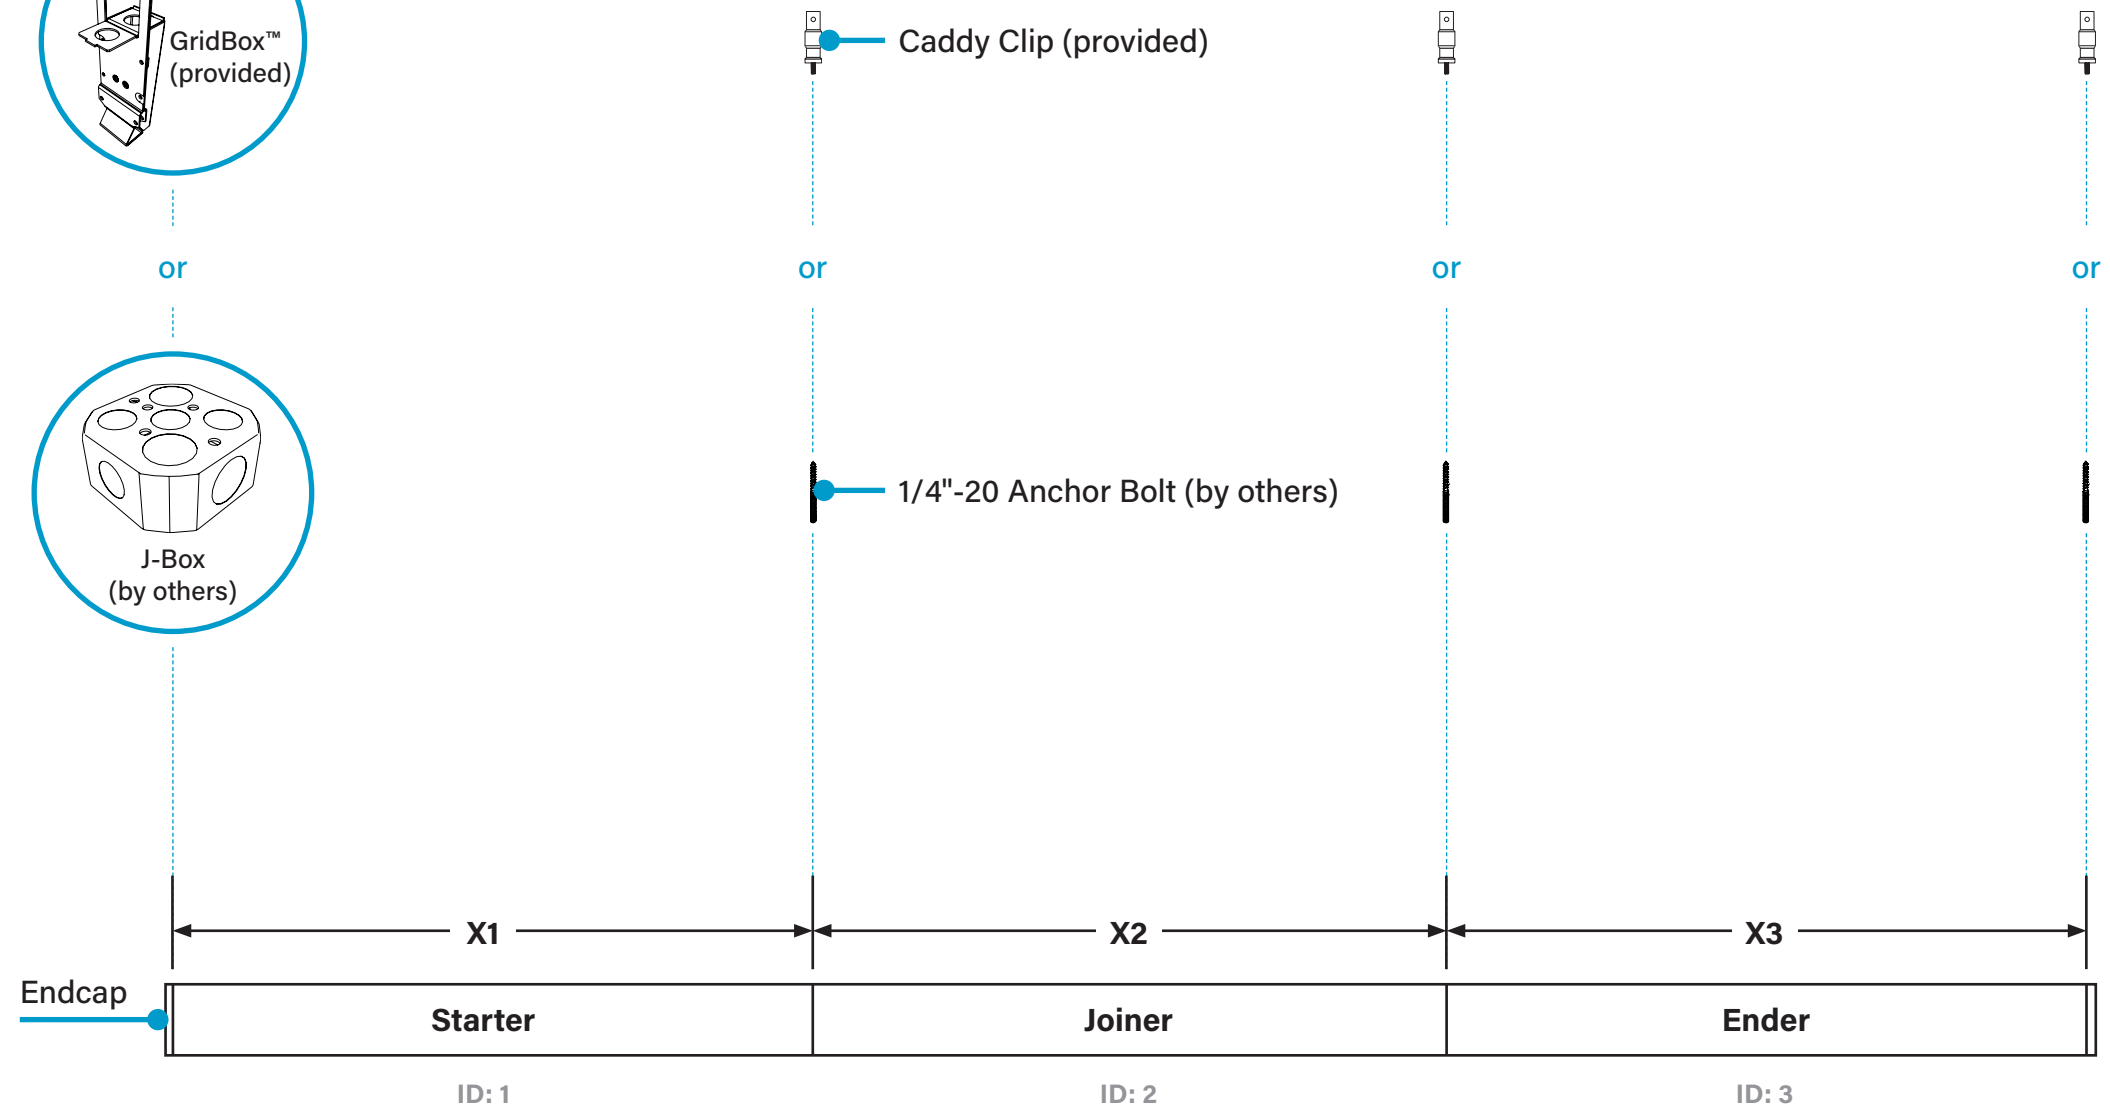 GridBox™
(provided)
Caddy Clip (provided)
or
or
or
or
1/4"-20 Anchor Bolt (by others)
J-Box
(by others)
X1
X2
X3
Endcap
Starter
Joiner
Ender
ID: 1
ID: 2
ID: 3